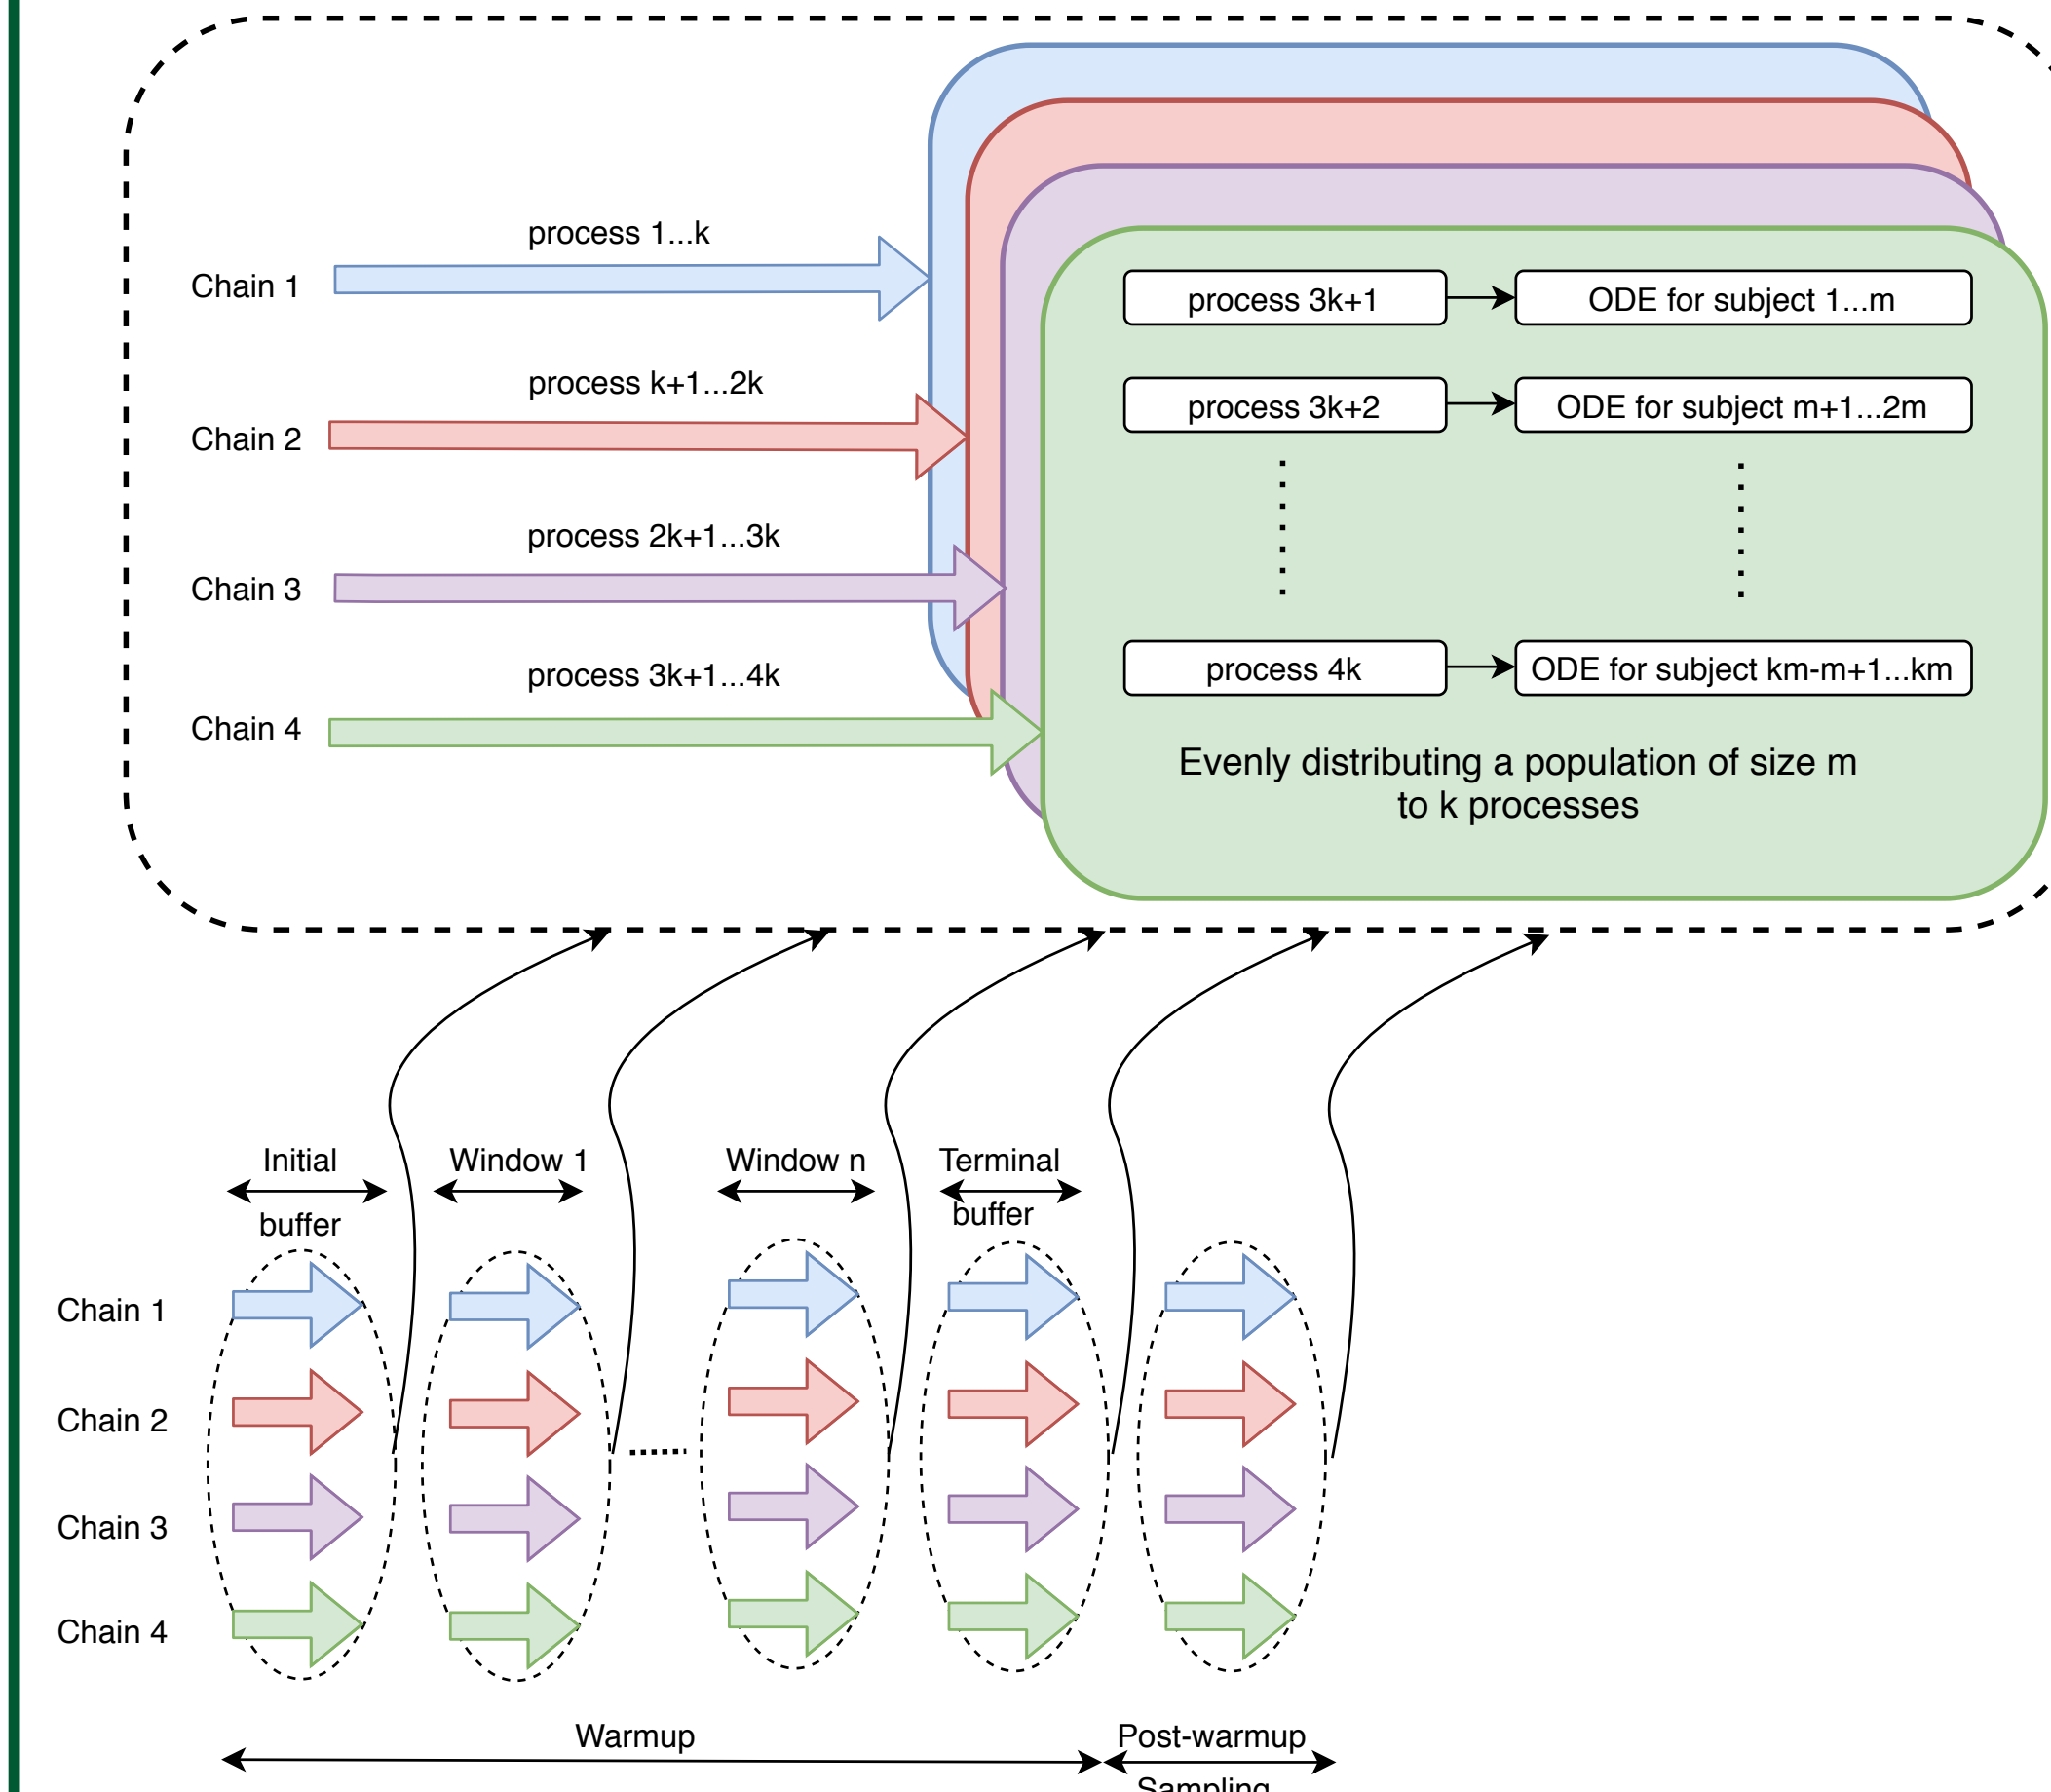 process 1...k
Chain 1
process k+1...2k
Chain 2
process 2k+1...3k
Chain 3
process 3k+1...4k
Chain 4
process 3k+1
ODE for subject 1...m
process 3k+2
ODE for subject m+1...2m
process 4k
ODE for subject km-m+1...km
Evenly distributing a population of size m
to k processes
Initial
buffer
Window 1
Window n
Terminal
buffer
Chain 1
Chain 2
Chain 3
Chain 4
Warmup
Post-warmup
Sampling